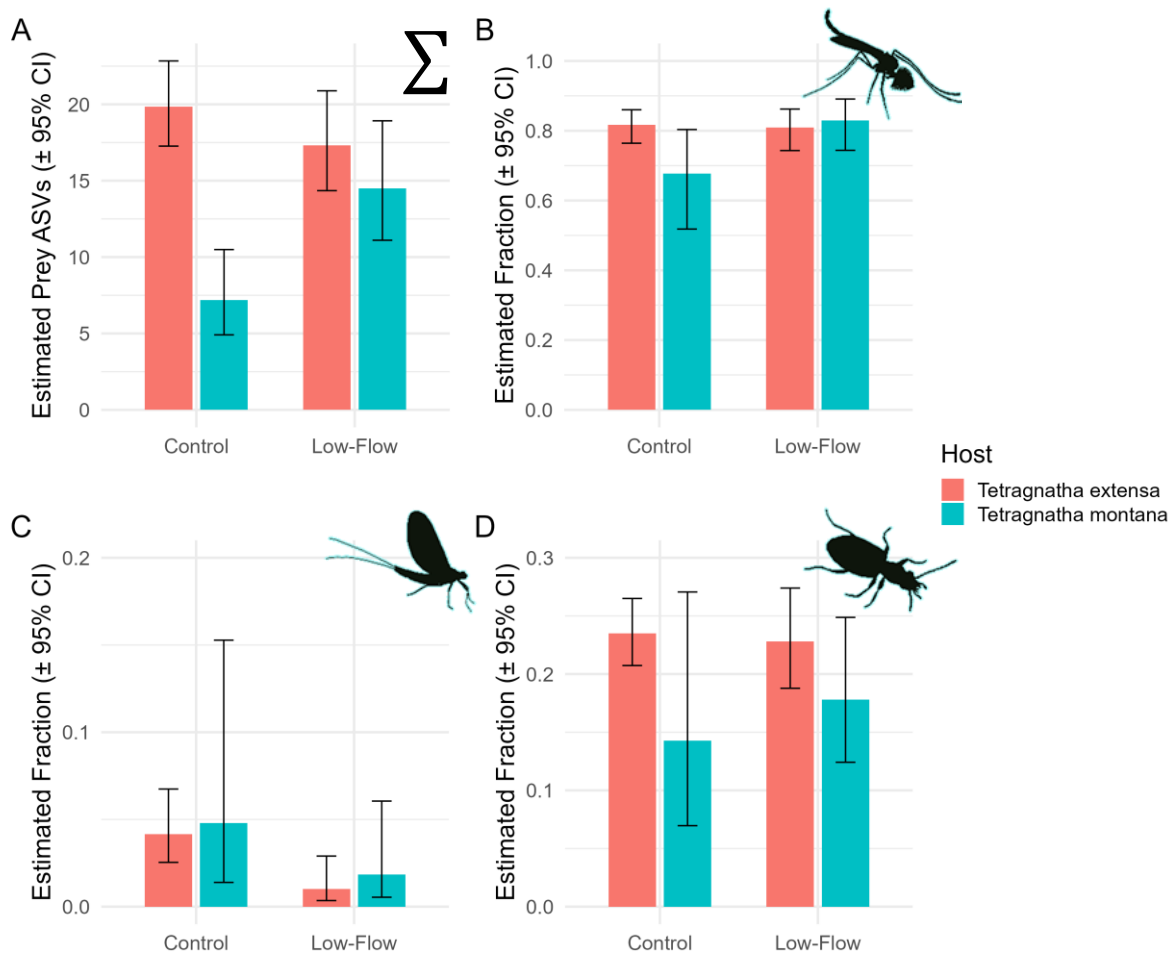 A
∑
Estimated Prey ASVs (± 95% CI)
20
15
10
5
0
Control
Low-Flow
B
Estimated Fraction (± 95% CI)
1.0
0.8
0.6
0.4
0.2
0.0
Control
Low-Flow
Host
Tetragnatha extensa
Tetragnatha montana
C
Estimated Fraction (± 95% CI)
0.2
0.1
0.0
Control
Low-Flow
D
Estimated Fraction (± 95% CI)
0.3
0.2
0.1
0.0
Control
Low-Flow